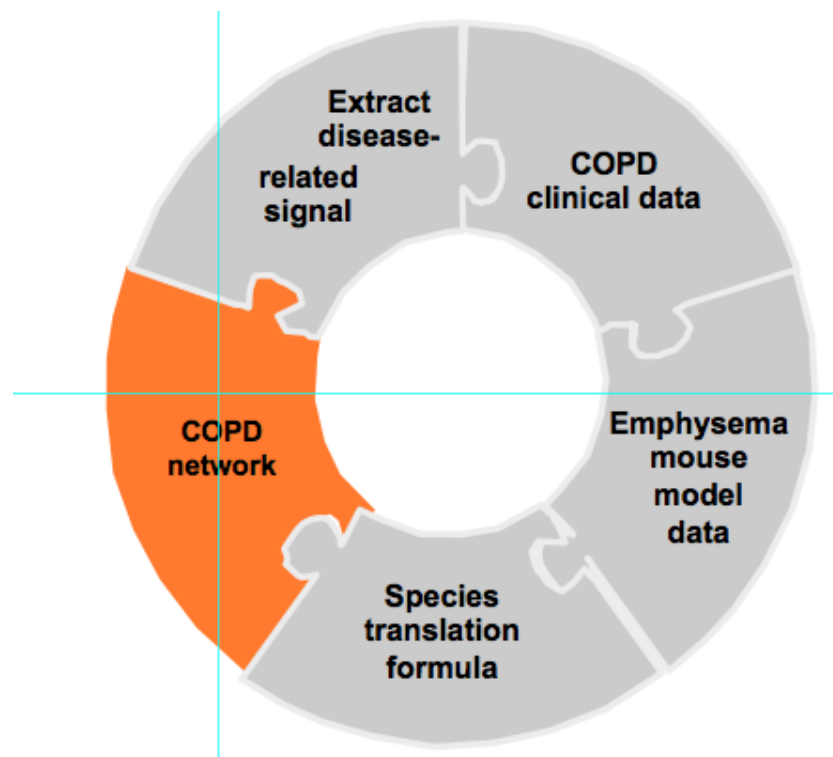 Extract
disease-
related
signal
COPD
clinical data
Emphysema
mouse
model
data
Species
translation
formula
COPD
network